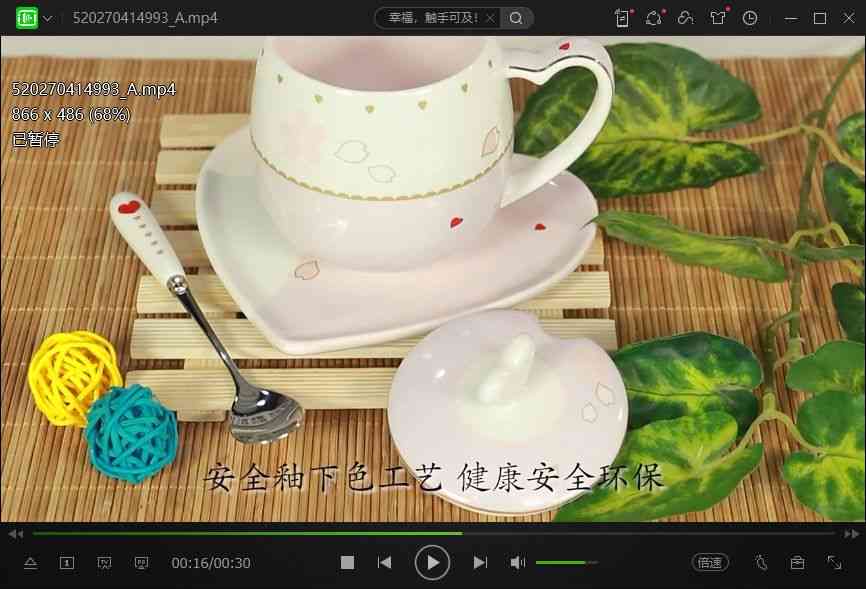 520270414993_A.mp4
幸福，触手可及!
520270414993_A.mp4
866 x 486 (68%)
已暂停
安全釉下色工艺 健康安全环保
00:16/00:30
倍速